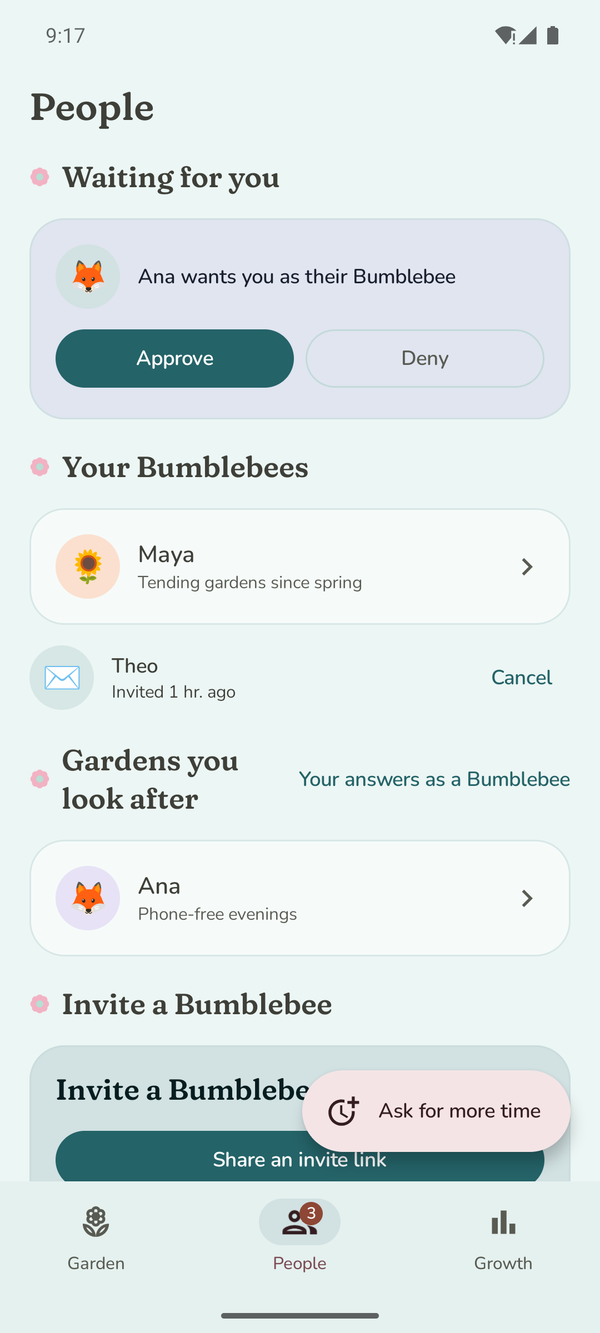 9:17
People
Waiting for you
Ana wants you as their Bumblebee
Approve
Deny
Your Bumblebees
Maya
Tending gardens since spring
Theo
Invited 1 hr. ago
Cancel
Gardens you
look after
Your answers as a Bumblebee
Ana
Phone-free evenings
Invite a Bumblebee
Invite a Bumblebe
Ask for more time
Share an invite link
3
Garden
People
Growth